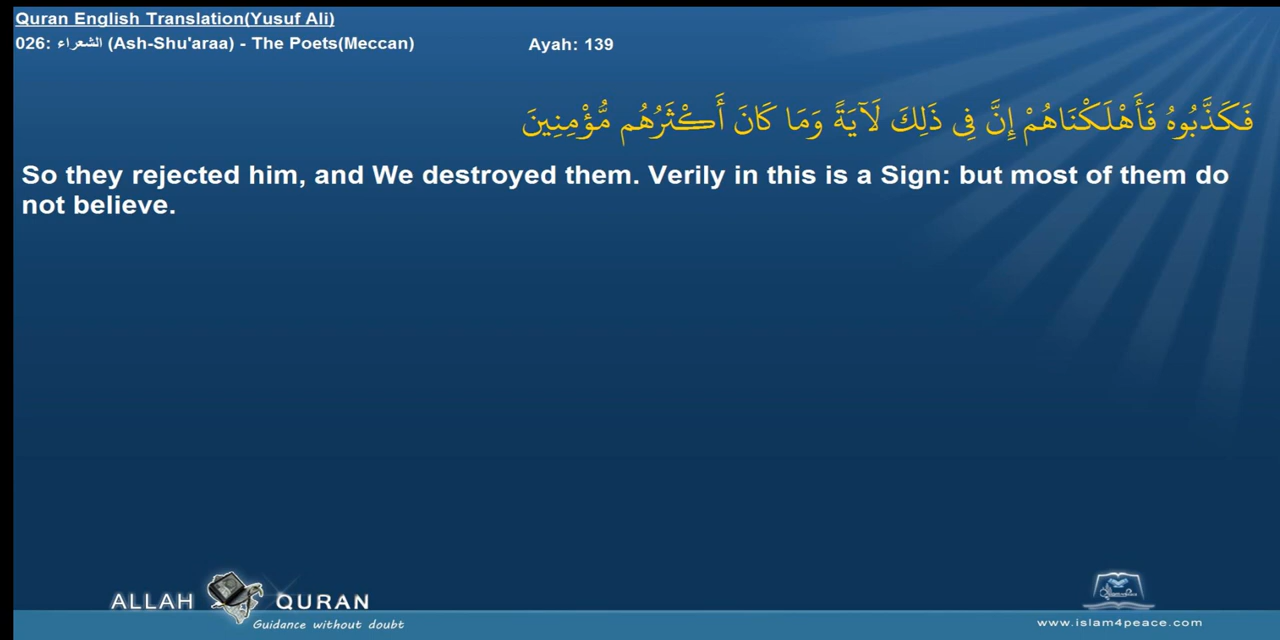 Quran English Translation(Yusuf Ali)
026: الشعراء (Ash-Shu'araa) - The Poets(Meccan) Ayah: 139
فَكَذَّبُوهُ فَأَهْلَكْنَاهُمْ إِنَّ فِي ذَلِكَ لَآيَةً وَمَا كَانَ أَكْثَرُهُم مُّؤْمِنِينَ
So they rejected him, and We destroyed them. Verily in this is a Sign: but most of them do
not believe.
ALLAH QURAN
Guidance without doubt
www.islam4peace.com